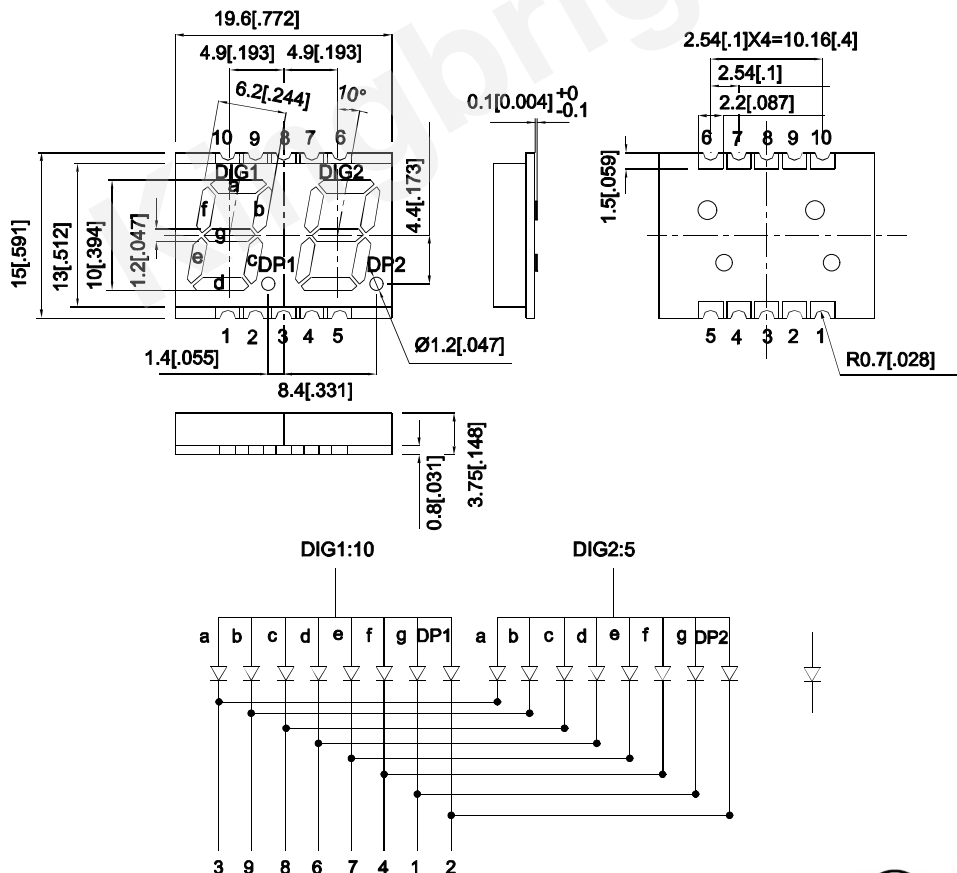 19.6[.772]
4.9[.193] 4.9[.193]
6.2[.244] 10°
10 9 8 7 6
DIG1 DIG2
a
f b
g
e c
d
DP1 DP2
15[.591]
13[.512]
10[.394]
1.2[.047]
4.4[.173]
1 2 3 4 5
1.4[.055]
8.4[.331]
Ø1.2[.047]
0.1[0.004] +0
-0.1
2.54[.1]X4=10.16[.4]
2.54[.1]
2.2[.087]
6 7 8 9 10
1.5[.059]
5 4 3 2 1
R0.7[.028]
0.8[.031]
3.75[.148]
DIG1:10 DIG2:5
a b c d e f g DP1 a b c d e f g DP2
3 9 8 6 7 4 1 2
Kingbrig